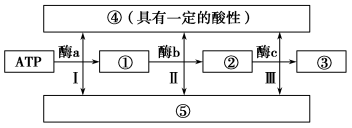 ④(具有一定的酸性)
酶a 酶b 酶c
ATP ① ② ③
Ⅰ Ⅱ Ⅲ
⑤